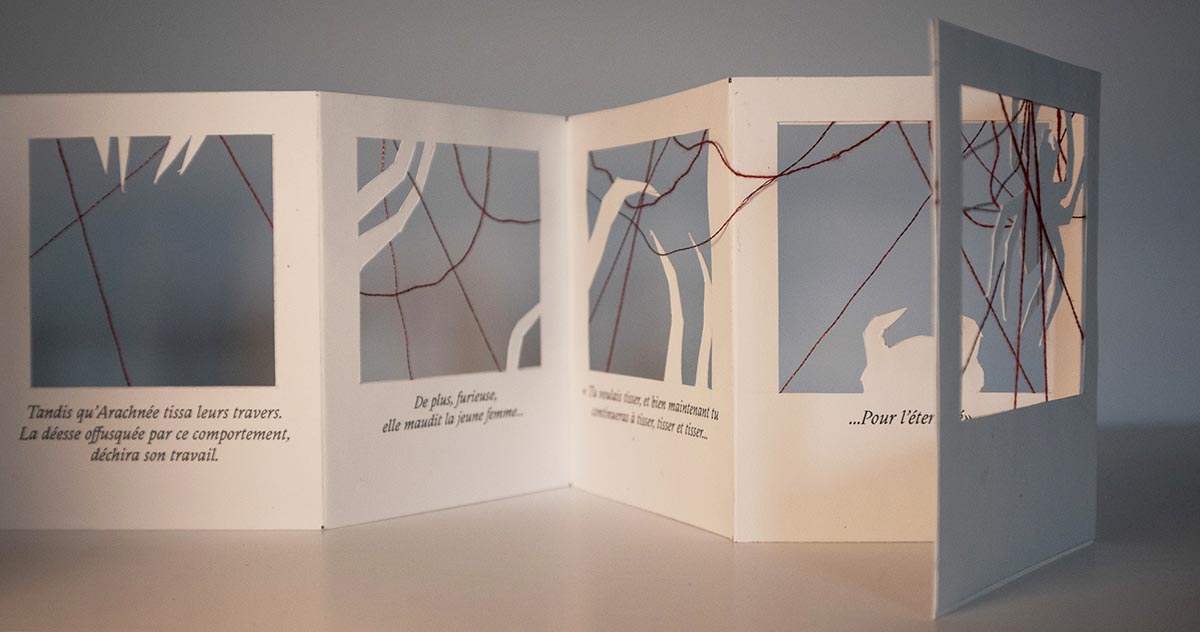 Tandis qu'Arachnée tissa leurs travers.
La déesse offusquée par ce comportement,
déchira son travail.
De plus, furieuse,
elle maudit la jeune femme...
« Tu voulais tisser, et bien maintenant tu
continueras à tisser, tisser et tisser...
...Pour l'éter é»